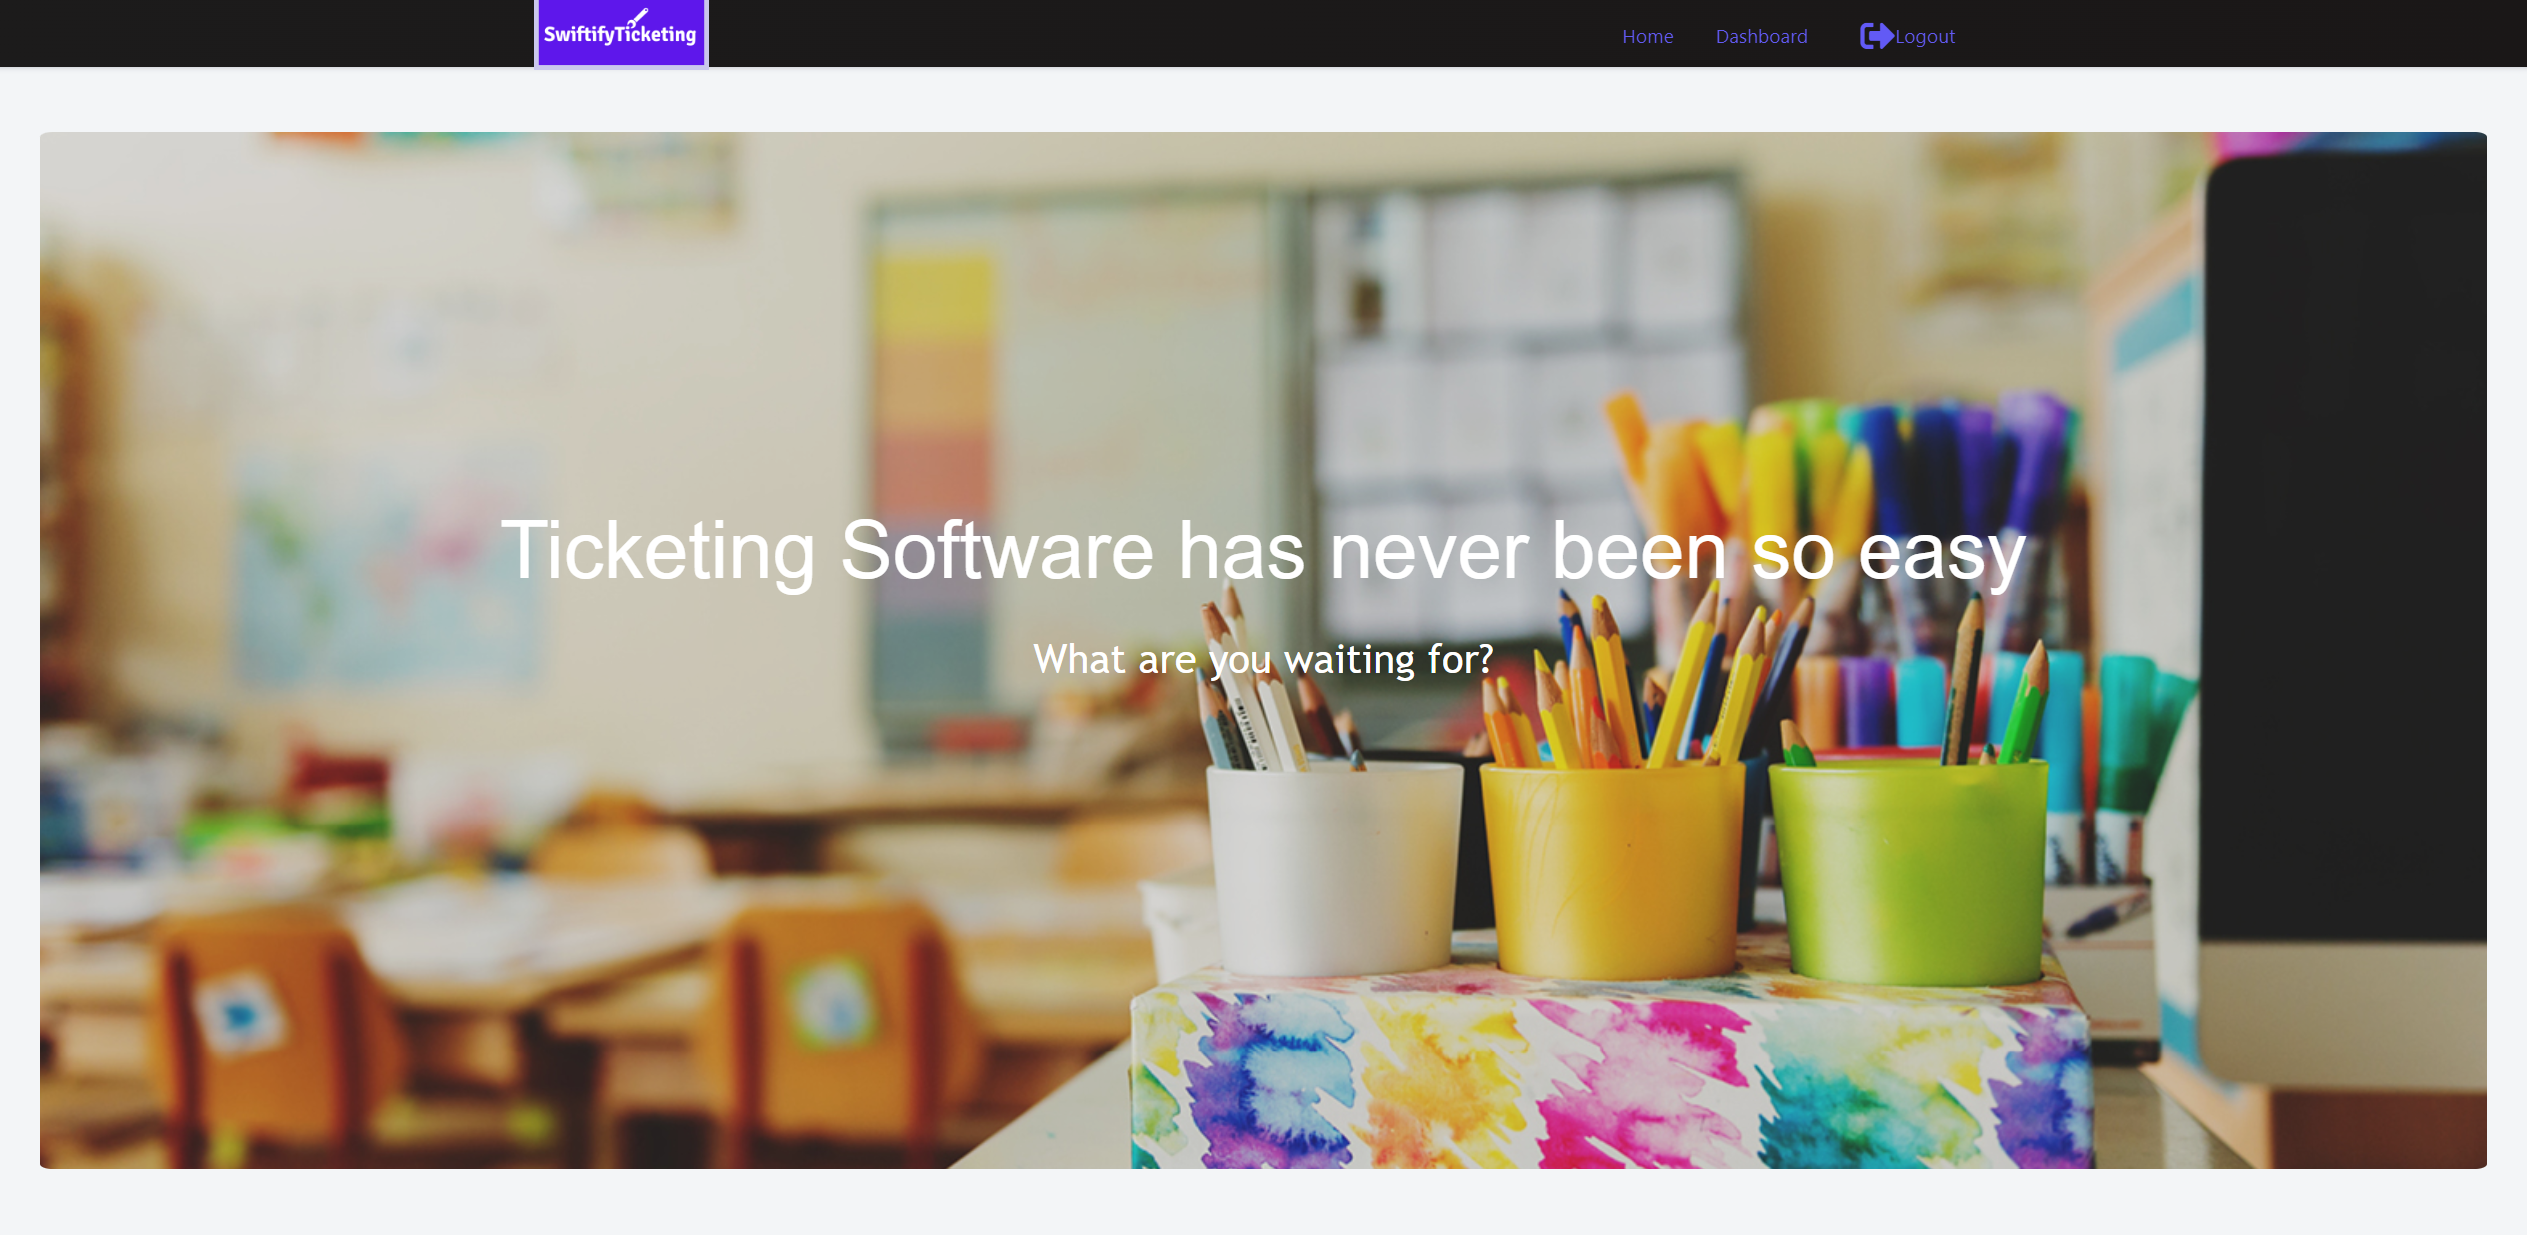 SwiftifyTicketing
Home Dashboard Logout
Ticketing Software has never been so easy
What are you waiting for?